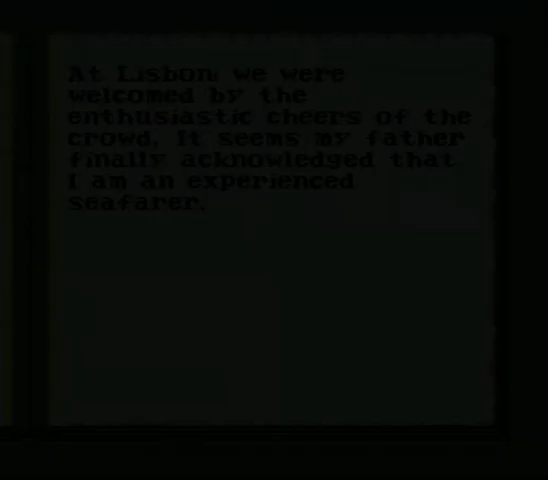 At Lisbon, we were
welcomed by the
enthusiastic cheers of the
crowd. It seems my father
finally acknowledged that
I am an experienced
seafarer.